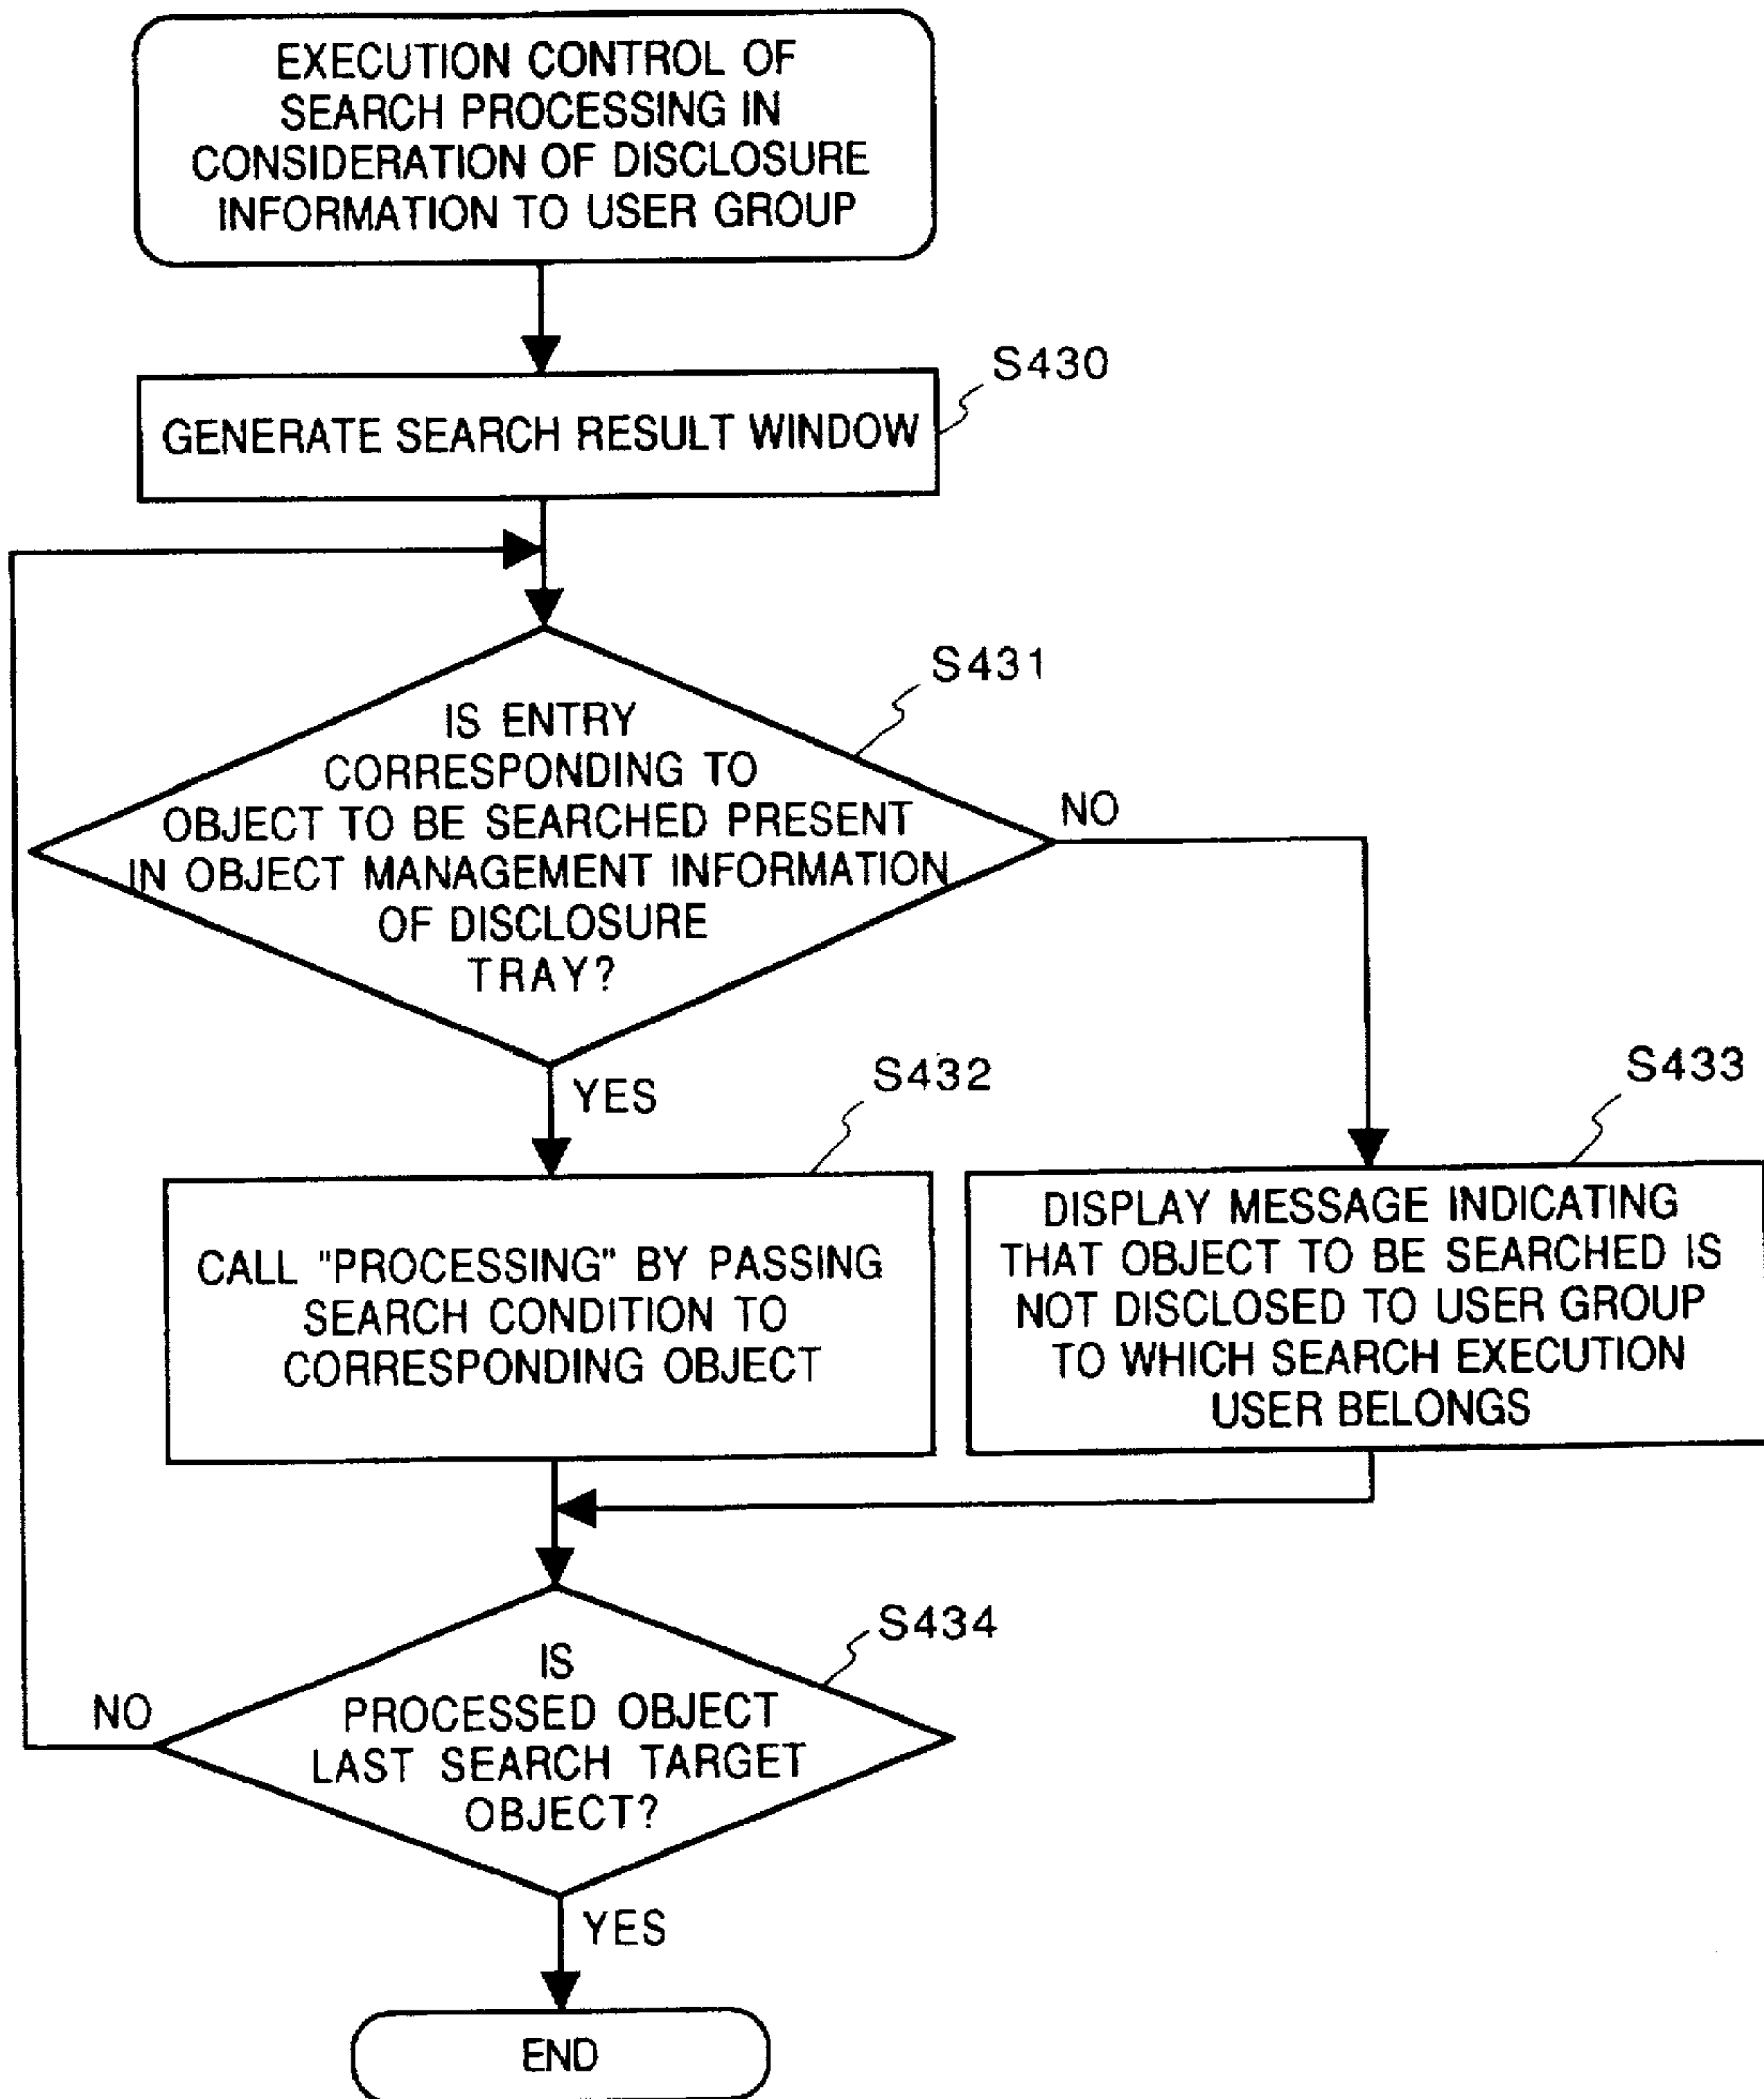 EXECUTION CONTROL OF
SEARCH PROCESSING IN
CONSIDERATION OF DISCLOSURE
INFORMATION TO USER GROUP
S430
GENERATE SEARCH RESULT WINDOW
S431
IS ENTRY
CORRESPONDING TO
OBJECT TO BE SEARCHED PRESENT
IN OBJECT MANAGEMENT INFORMATION
OF DISCLOSURE
TRAY?
NO
YES
S432
CALL "PROCESSING" BY PASSING
SEARCH CONDITION TO
CORRESPONDING OBJECT
S433
DISPLAY MESSAGE INDICATING
THAT OBJECT TO BE SEARCHED IS
NOT DISCLOSED TO USER GROUP
TO WHICH SEARCH EXECUTION
USER BELONGS
S434
IS
PROCESSED OBJECT
LAST SEARCH TARGET
OBJECT?
NO
YES
END